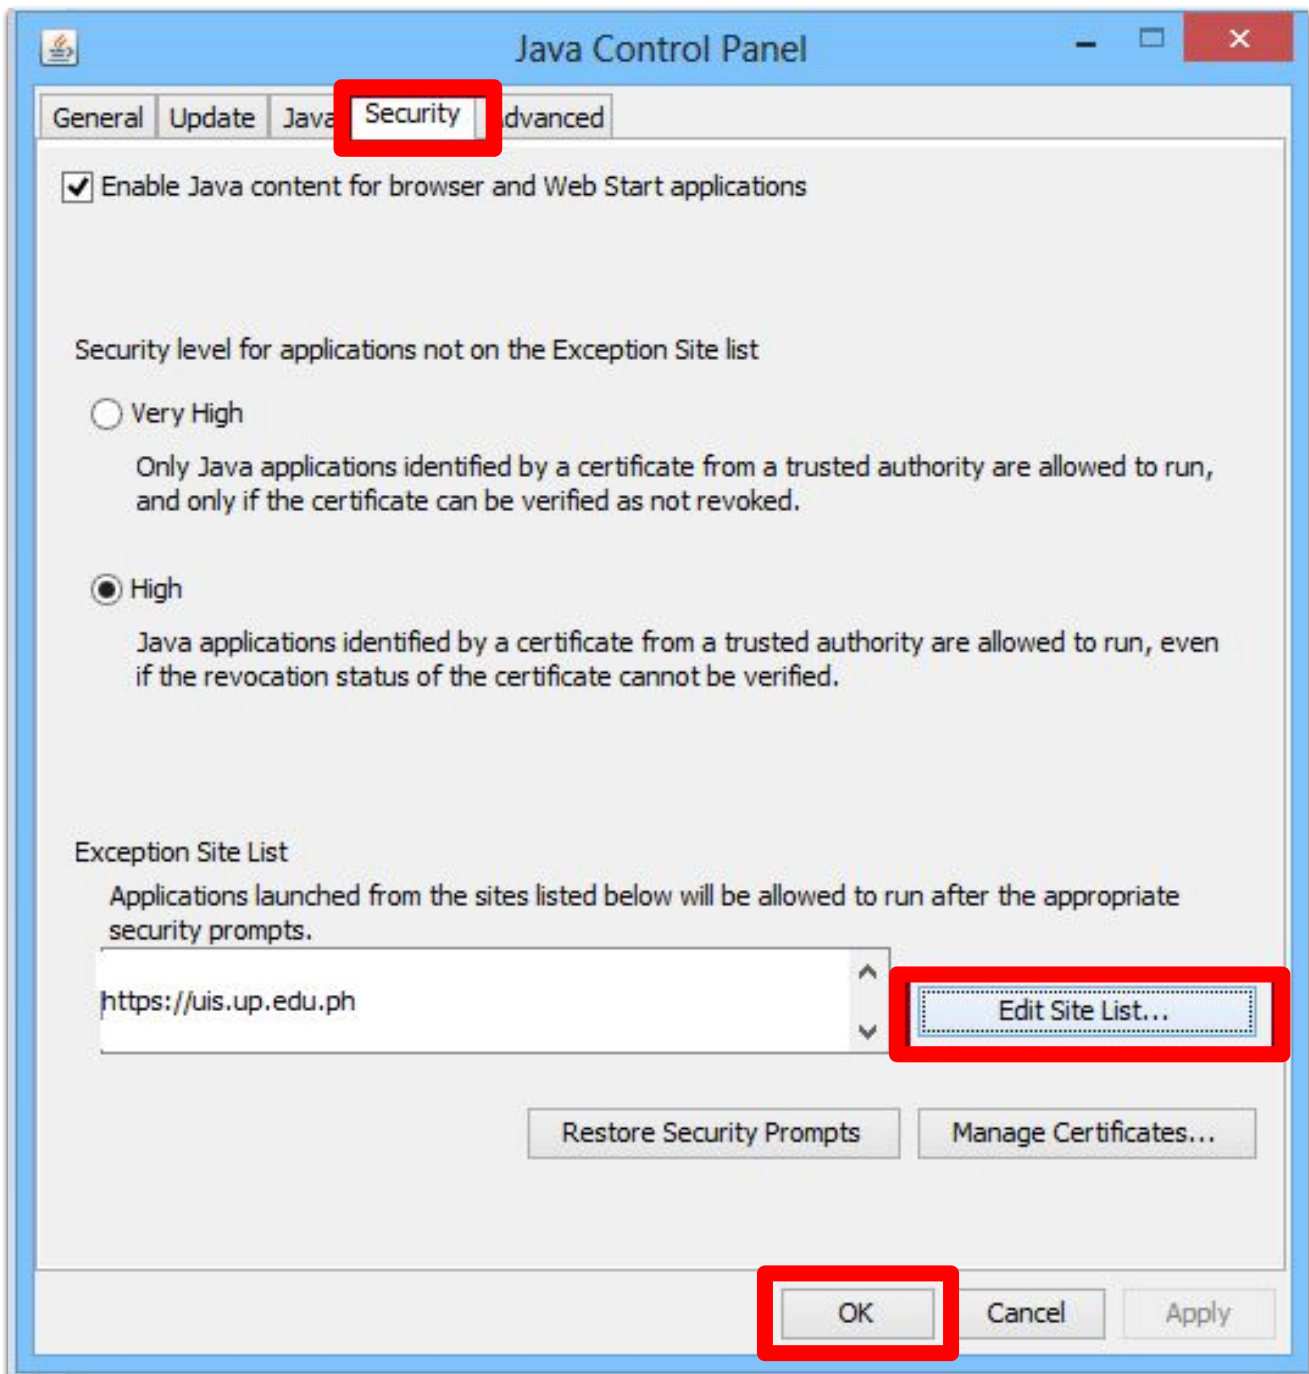 Java Control Panel
General Update Java Security dvanced
Enable Java content for browser and Web Start applications
Security level for applications not on the Exception Site list
Very High
Only Java applications identified by a certificate from a trusted authority are allowed to run,
and only if the certificate can be verified as not revoked.
High
Java applications identified by a certificate from a trusted authority are allowed to run, even
if the revocation status of the certificate cannot be verified.
Exception Site List
Applications launched from the sites listed below will be allowed to run after the appropriate
security prompts.
https://uis.up.edu.ph
Edit Site List...
Restore Security Prompts Manage Certificates...
OK Cancel Apply